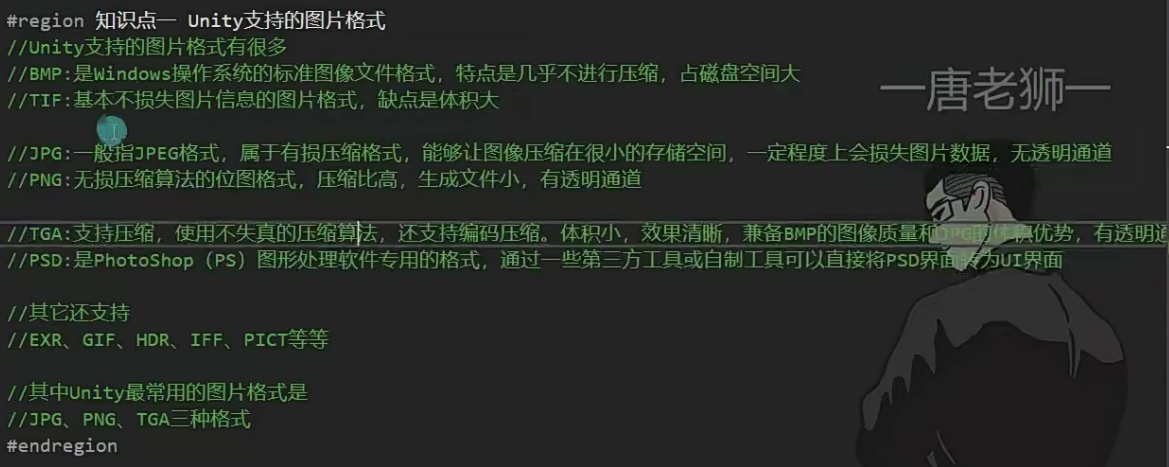 #region 知识点一 Unity支持的图片格式
//Unity支持的图片格式有很多
//BMP:是Windows操作系统的标准图像文件格式，特点是几乎不进行压缩，占磁盘空间大
//TIF:基本不损失图片信息的图片格式，缺点是体积大
—唐老狮—
//JPG:一般指JPEG格式，属于有损压缩格式，能够让图像压缩在很小的存储空间，一定程度上会损失图片数据，无透明通道
//PNG:无损压缩算法的位图格式，压缩比高，生成文件小，有透明通道
//TGA:支持压缩，使用不失真的压缩算法，还支持编码压缩。体积小，效果清晰，兼备BMP的图像质量和JPG的体积优势，有透明通
//PSD:是PhotoShop（PS）图形处理软件专用的格式，通过一些第三方工具或自制工具可以直接将PSD界面转为UI界面
//其它还支持
//EXR、GIF、HDR、IFF、PICT等等
//其中Unity最常用的图片格式是
//JPG、PNG、TGA三种格式
#endregion